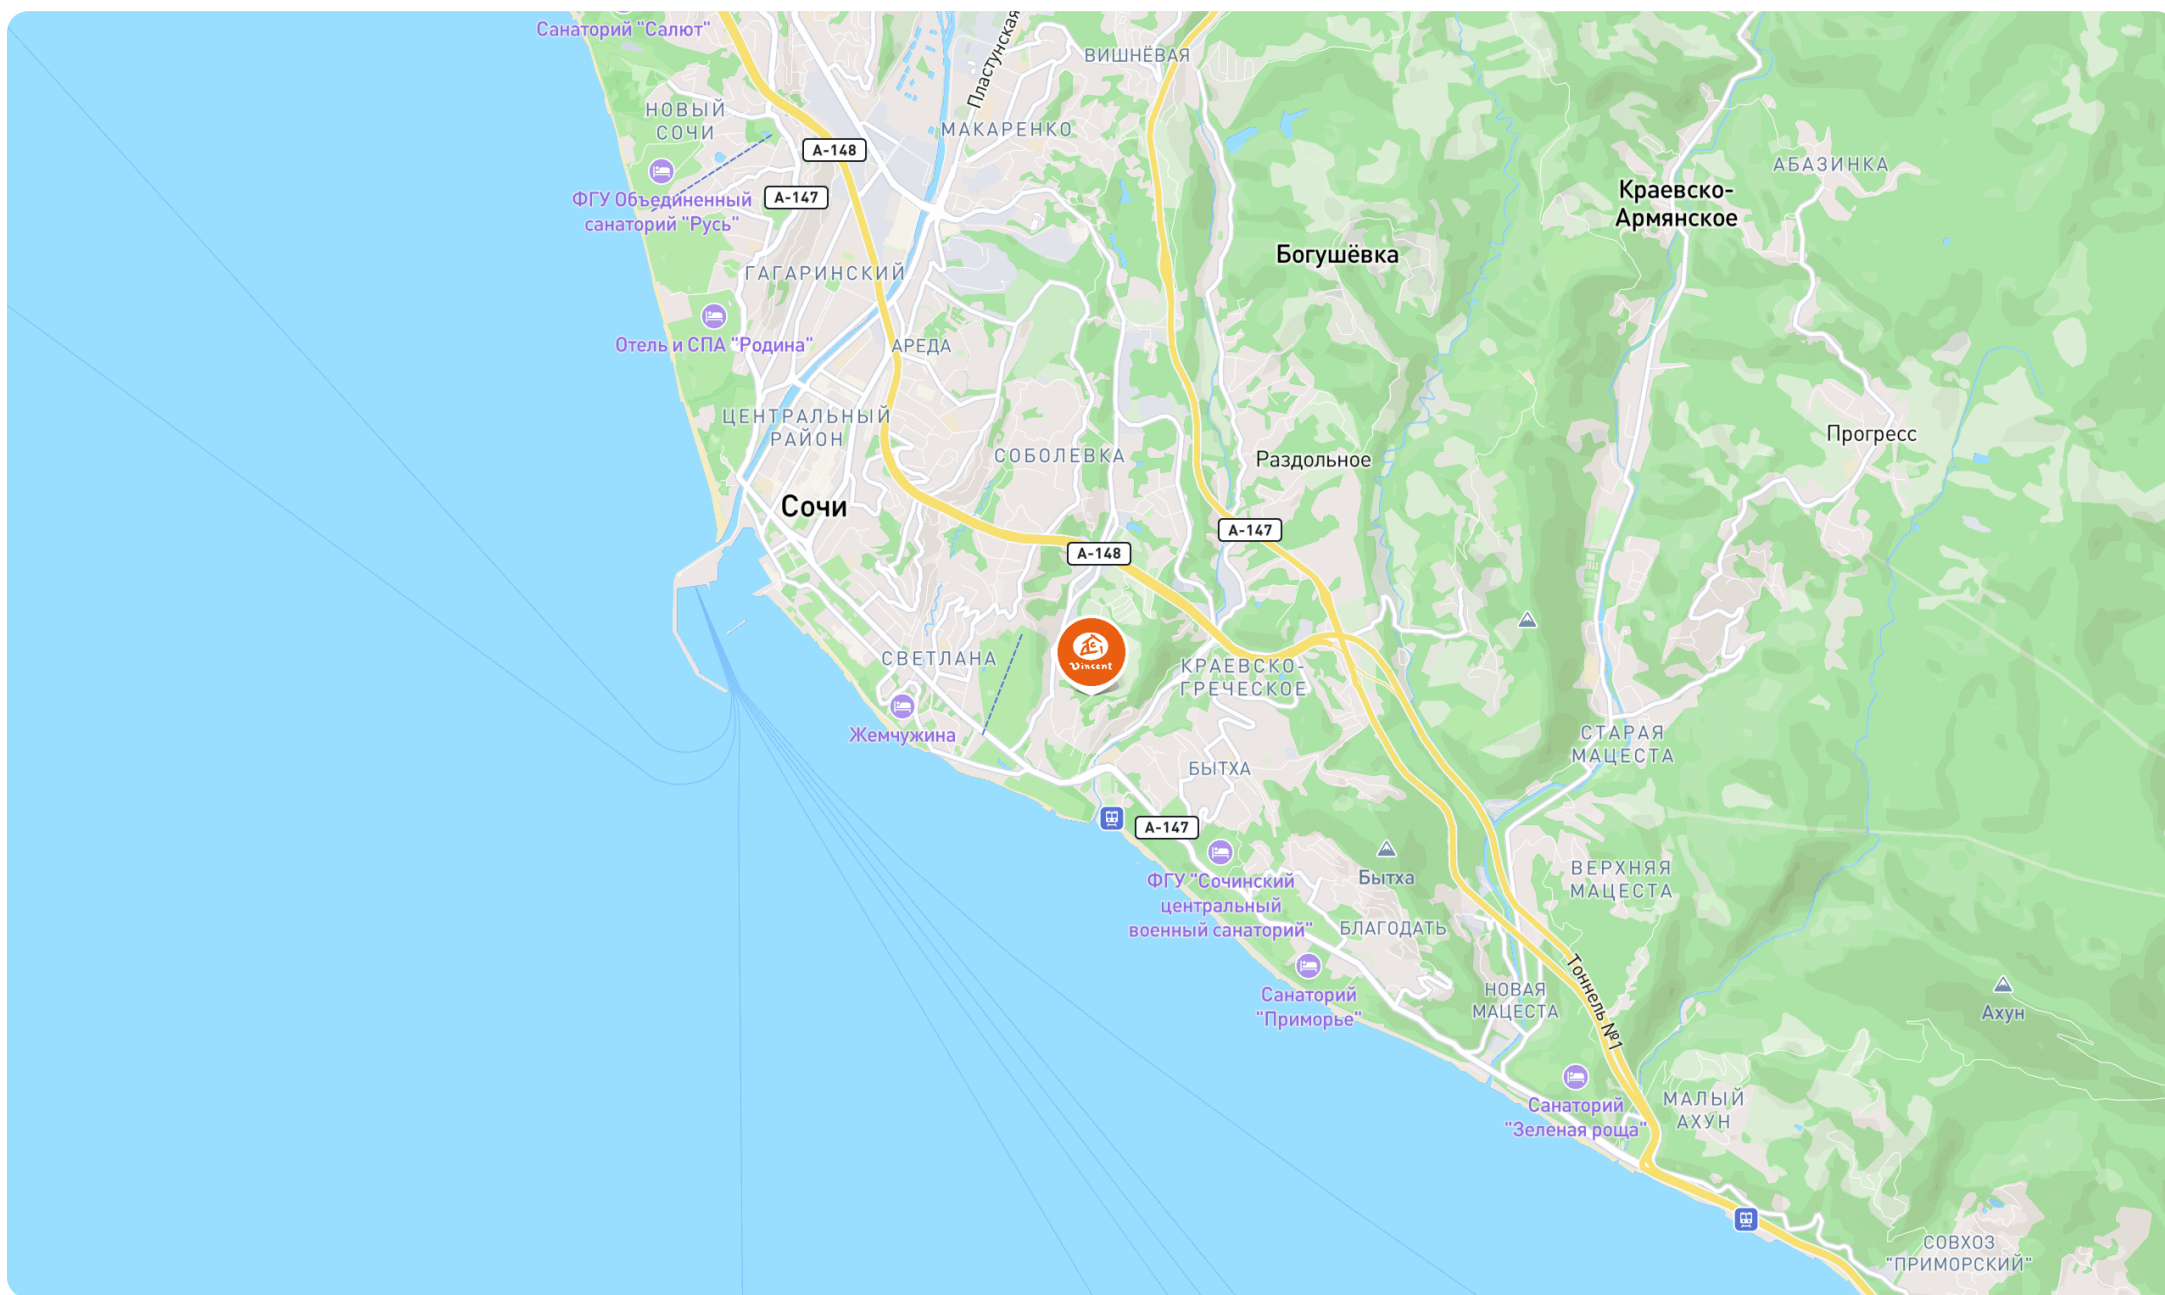 Санаторий "Салют"
Пластунская
ВИШНЁВАЯ
НОВЫЙ
СОЧИ
МАКАРЕНКО
А-148
А-147
ФГУ Объединенный
санаторий "Русь"
АБАЗИНКА
Краевско-
Армянское
Богушёвка
ГАГАРИНСКИЙ
Отель и СПА "Родина"
АРЕДА
ЦЕНТРАЛЬНЫЙ
РАЙОН
СОБОЛЕВКА
Раздольное
Прогресс
Сочи
А-147
А-148
Vincent
СВЕТЛАНА
КРАЕВСКО-
ГРЕЧЕСКОЕ
Жемчужина
СТАРАЯ
МАЦЕСТА
БЫТХА
А-147
ФГУ "Сочинский
центральный
военный санаторий"
Бытха
ВЕРХНЯЯ
МАЦЕСТА
БЛАГОДАТЬ
Тоннель №1
Санаторий
"Приморье"
НОВАЯ
МАЦЕСТА
Ахун
Санаторий
"Зеленая роща"
МАЛЫЙ
АХУН
СОВХОЗ
"ПРИМОРСКИЙ"